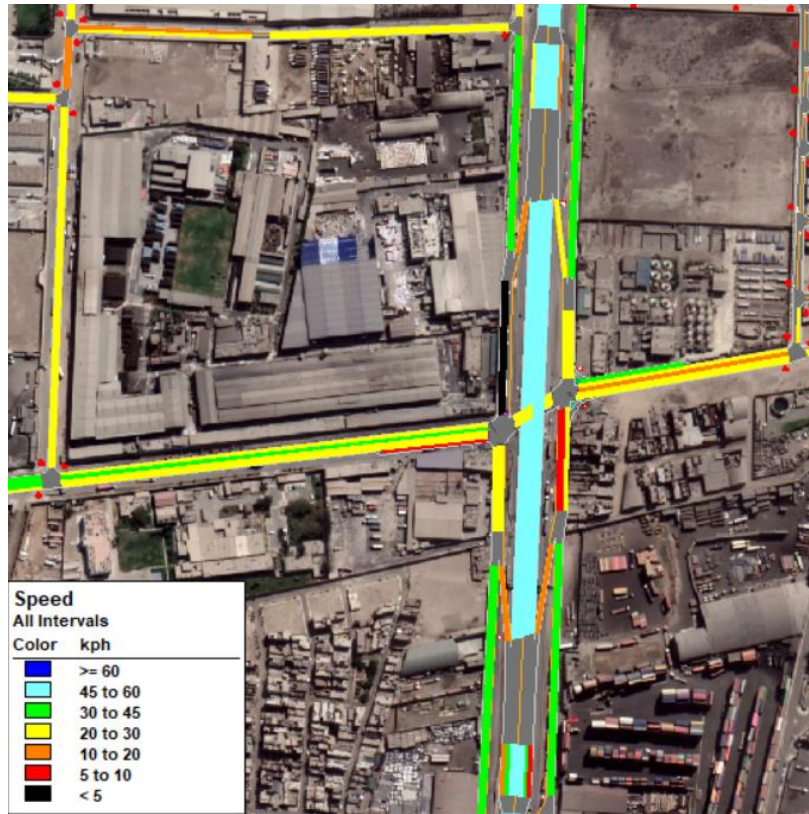 Speed
All Intervals
Color kph
>= 60
45 to 60
30 to 45
20 to 30
10 to 20
5 to 10
< 5